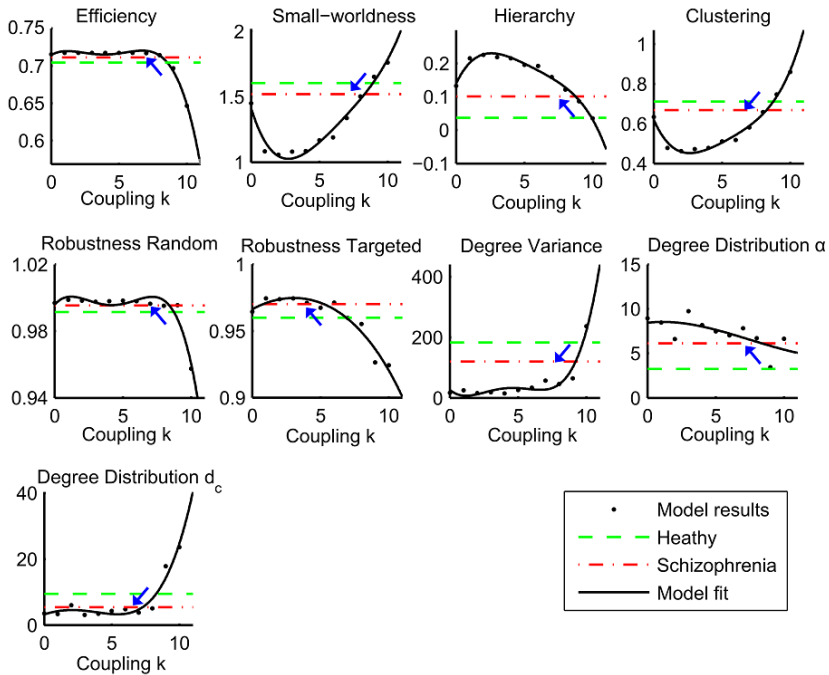 Efficiency
Small-worldness
Hierarchy
Clustering
0.75
0.7
0.65
0.6
0 5 10
Coupling k
2
1.5
1
0 5 10
Coupling k
0.3
0.2
0.1
0
-0.1
0 5 10
Coupling k
1
0.8
0.6
0.4
0 5 10
Coupling k
Robustness Random
Robustness Targeted
Degree Variance
Degree Distribution α
1.02
0.98
0.94
0 5 10
Coupling k
1
0.95
0.9
0 5 10
Coupling k
400
200
0
0 5 10
Coupling k
15
10
5
0
0 5 10
Coupling k
Degree Distribution d_c
40
20
0
0 5 10
Coupling k
Model results
Heathy
Schizophrenia
Model fit